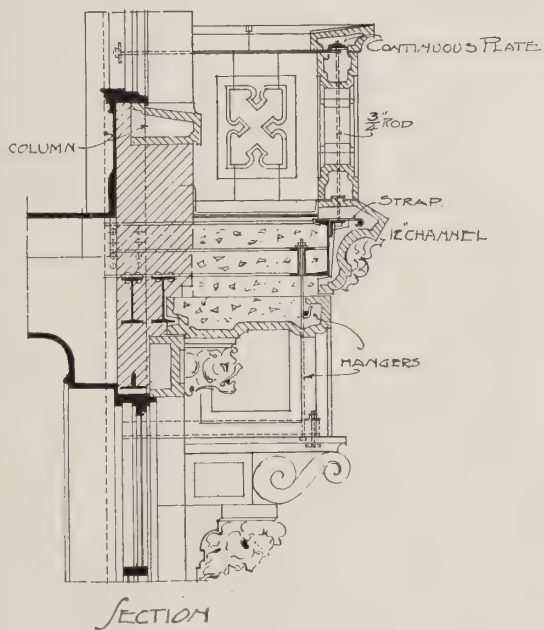 CONTINUOUS PLATE.
3/4" ROD
COLUMN
STRAP.
12" CHANNEL
HANGERS
SECTION